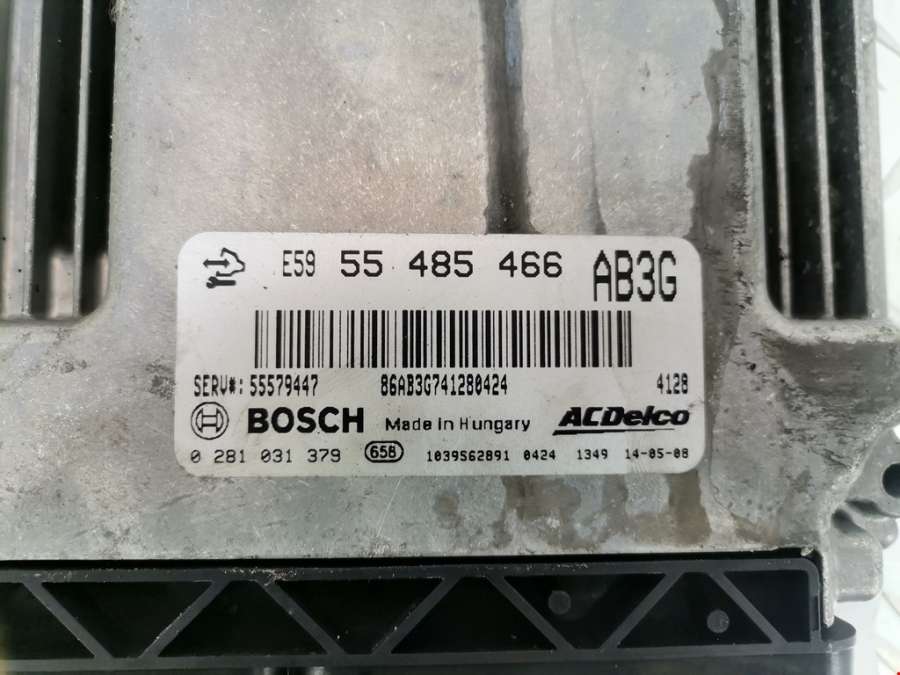 E59 55 485 466 AB3G
SERV#: 55579447 86AB3G741280424 4128
BOSCH Made in Hungary ACDelco
0 281 031 379 658 1039S62891 0424 1349 14-05-08